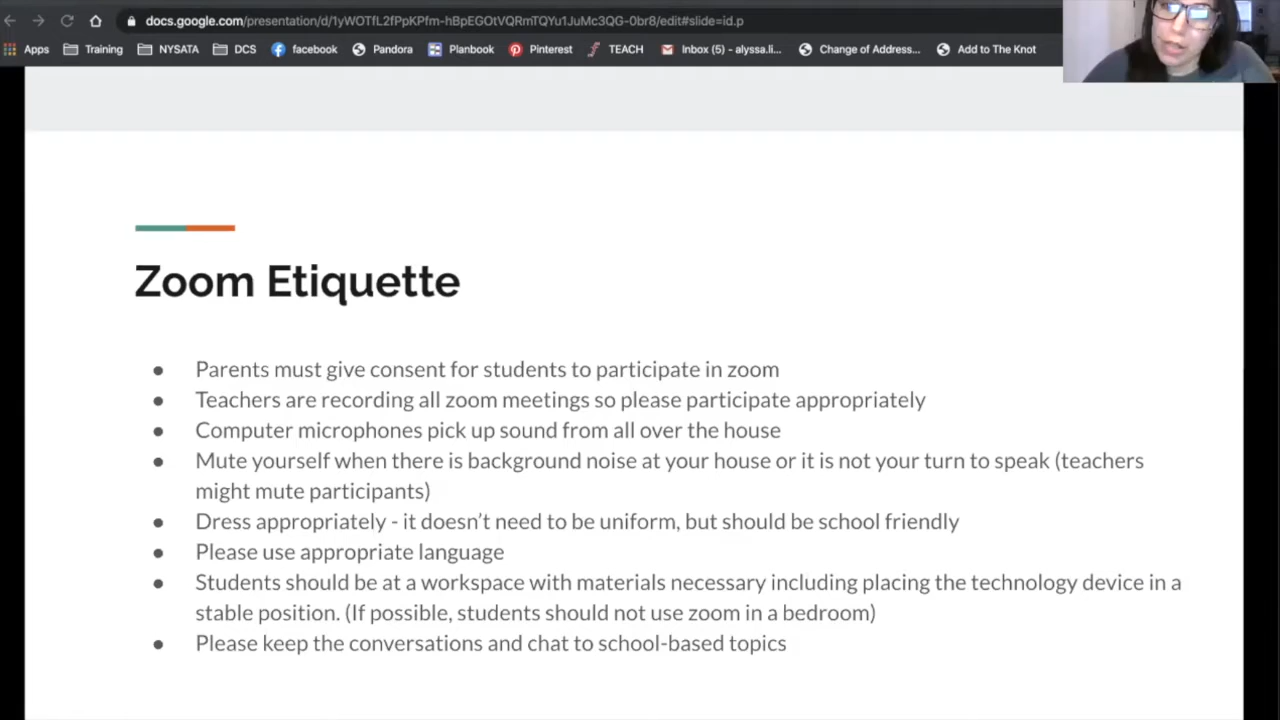 docs.google.com/presentation/d/1yWOTfL2fPpKPfm-hBpEGOtVQRmTQYu1JuMc3QG-0br8/edit#slide=id.p
Apps Training NYSATA DCS facebook Pandora Planbook Pinterest TEACH Inbox (5) - alyssa.li... Change of Address... Add to The Knot
Zoom Etiquette
● Parents must give consent for students to participate in zoom
● Teachers are recording all zoom meetings so please participate appropriately
● Computer microphones pick up sound from all over the house
● Mute yourself when there is background noise at your house or it is not your turn to speak (teachers
might mute participants)
● Dress appropriately - it doesn't need to be uniform, but should be school friendly
● Please use appropriate language
● Students should be at a workspace with materials necessary including placing the technology device in a
stable position. (If possible, students should not use zoom in a bedroom)
● Please keep the conversations and chat to school-based topics